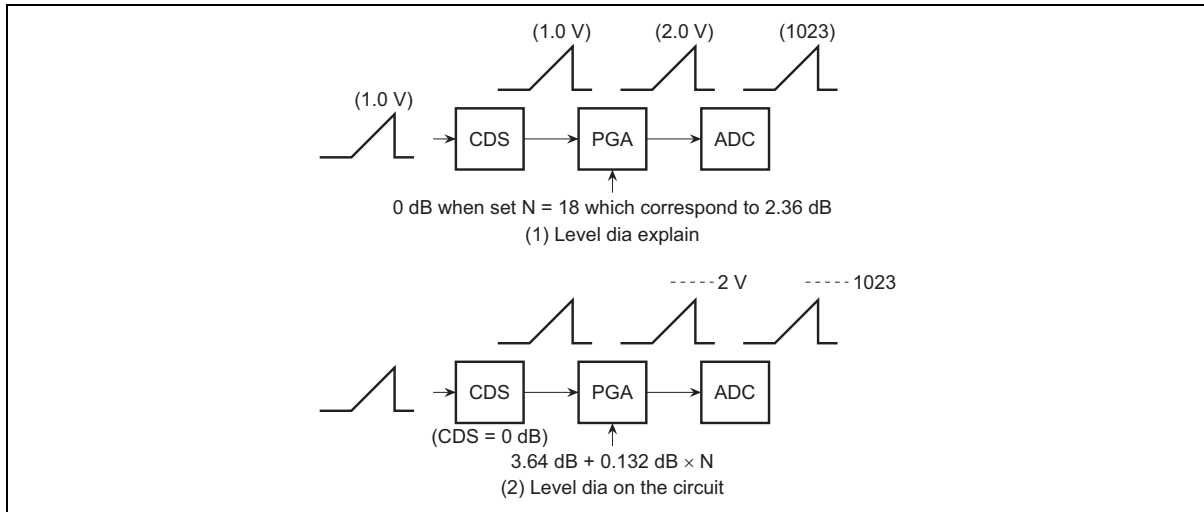 (1.0 V) (2.0 V) (1023)
(1.0 V)
CDS PGA ADC
0 dB when set N = 18 which correspond to 2.36 dB
(1) Level dia explain
2 V 1023
CDS PGA ADC
(CDS = 0 dB)
3.64 dB + 0.132 dB × N
(2) Level dia on the circuit